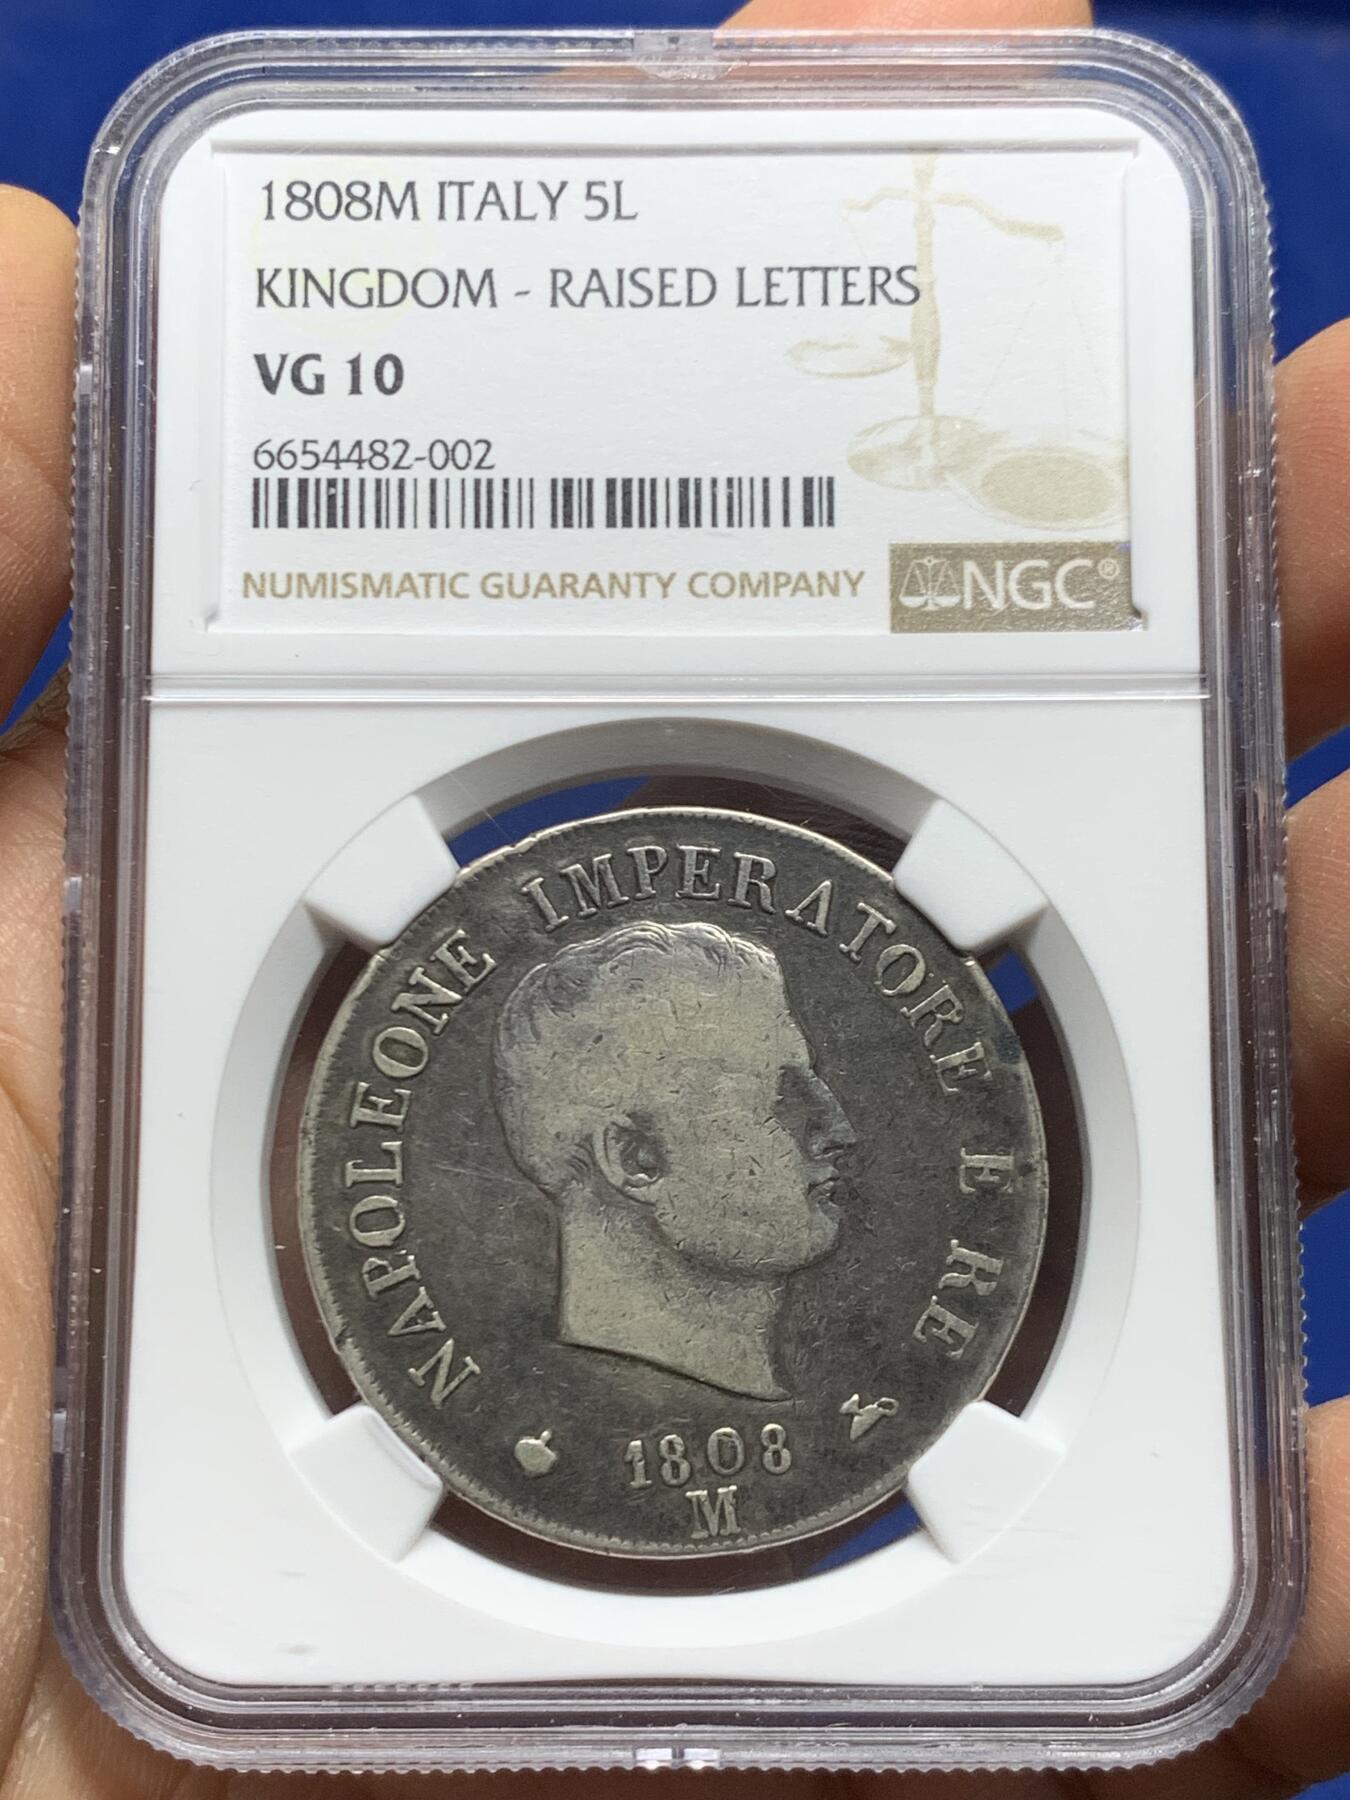 1808M ITALY 5L
KINGDOM - RAISED LETTERS
VG 10
6654482-002
NUMISMATIC GUARANTY COMPANY
NGC®
NAPOLEONE IMPERATORE E RE
1808
M